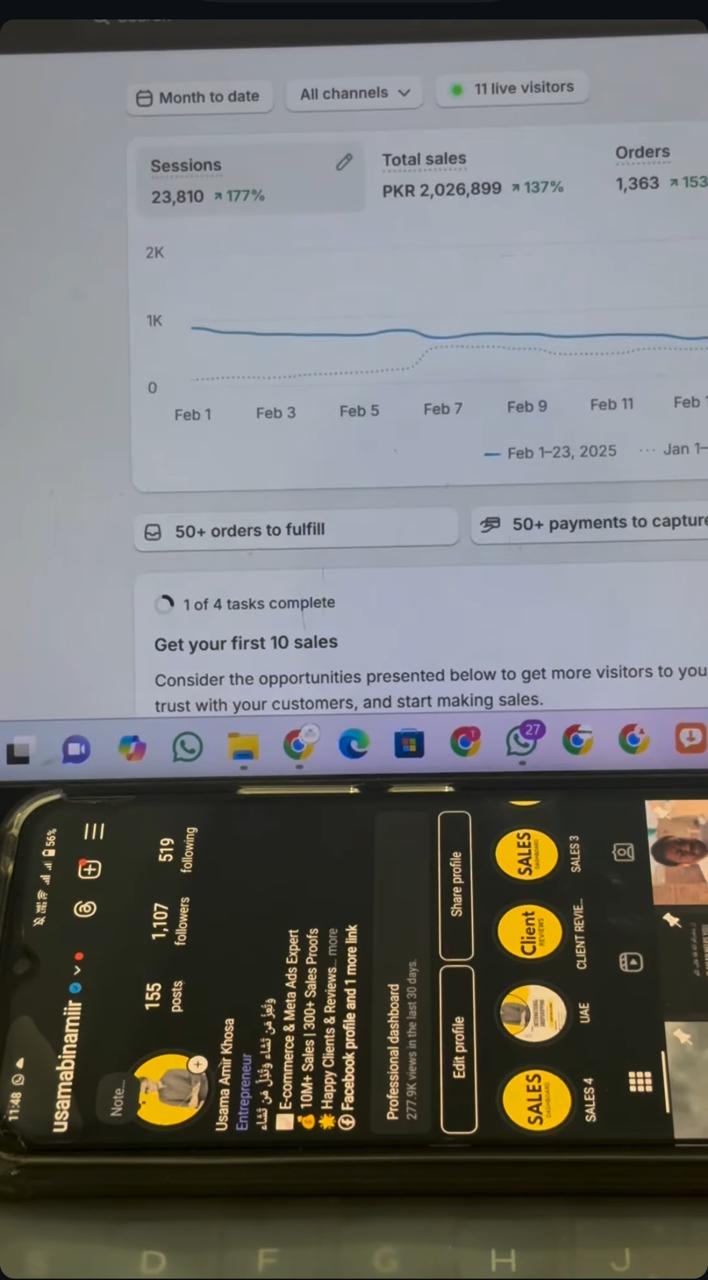 Month to date
All channels
11 live visitors
Sessions
23,810 177%
Total sales
PKR 2,026,899 137%
Orders
1,363 153
2K
1K
0
Feb 1
Feb 3
Feb 5
Feb 7
Feb 9
Feb 11
Feb
Feb 1–23, 2025
Jan 1–
50+ orders to fulfill
50+ payments to capture
1 of 4 tasks complete
Get your first 10 sales
Consider the opportunities presented below to get more visitors to you
trust with your customers, and start making sales.
27
11:48
56%
usamabinamiir
Note...
155
posts
1,107
followers
519
following
Usama Amir Khosa
Entrepreneur
E-commerce & Meta Ads Expert
10M+ Sales | 300+ Sales Proofs
Happy Clients & Reviews... more
Facebook profile and 1 more link
Professional dashboard
277.9K views in the last 30 days.
Edit profile
Share profile
SALES
DASHBOARD
SALES 4
UAE
Client
REVIEWS
CLIENT REVIE...
SALES
DASHBOARD
SALES 3
S D F G H J